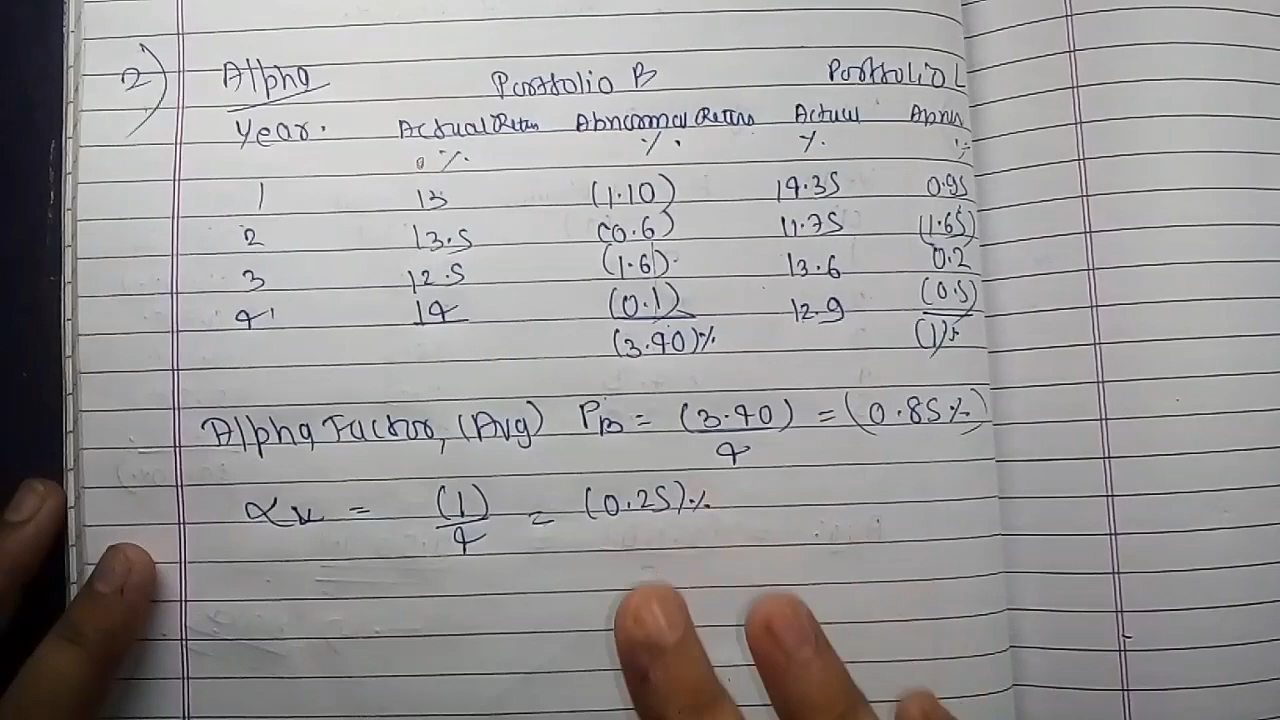 2) Alpha Portfolio B Portfolio L
Year. Actual Retn Abnormal Retns Actual Abnor
% % % %
1 13 (1.10) 14.35 0.95
2 13.5 (0.6) 11.75 (1.65)
3 12.5 (1.6) 13.6 0.2
4 14 (0.1) 12.9 (0.5)
(3.40)% (1)%
Alpha Factor, (Avg) PB = (3.40)/4 = (0.85%)
= (1)/4 = (0.25)%